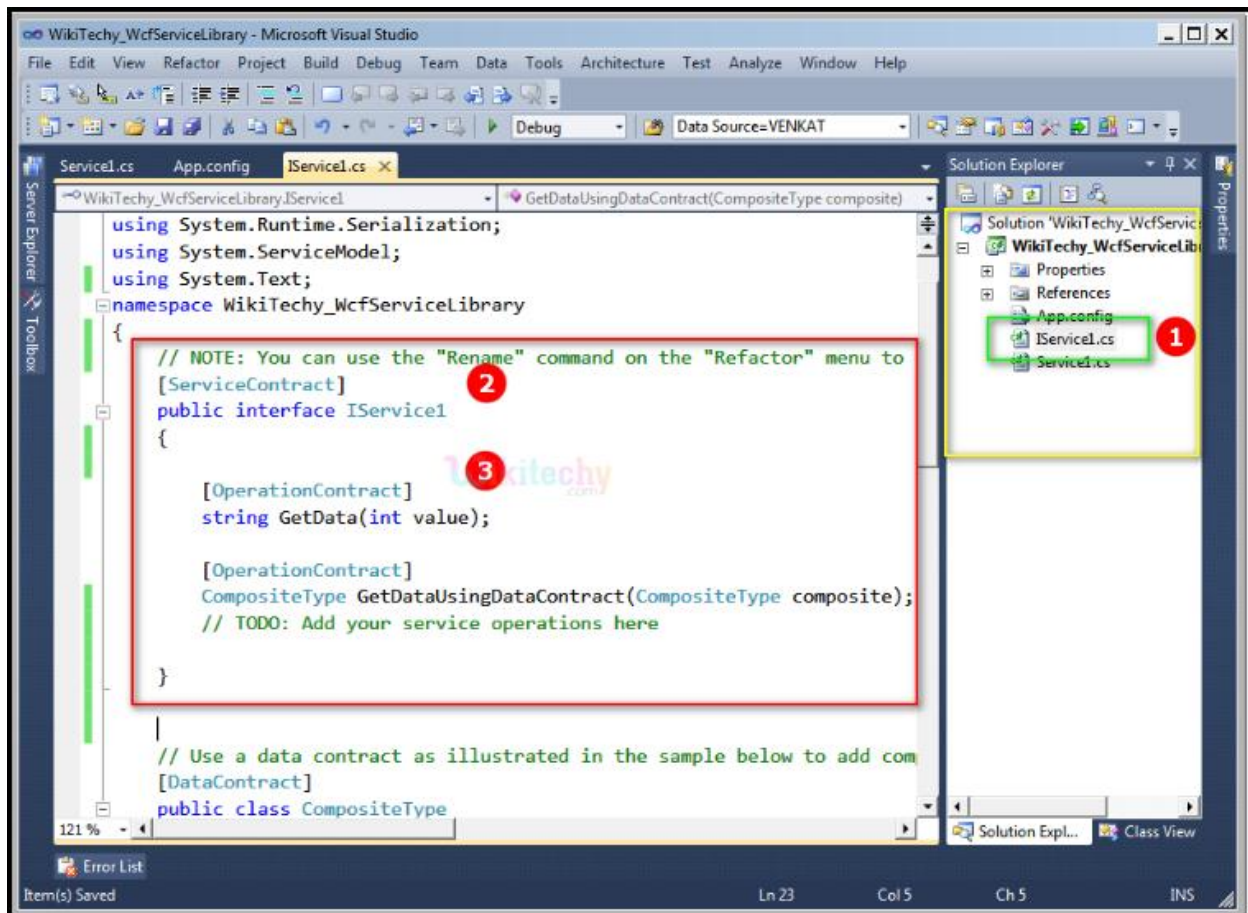 WikiTechy_WcfServiceLibrary - Microsoft Visual Studio
File Edit View Refactor Project Build Debug Team Data Tools Architecture Test Analyze Window Help
Debug Data Source=VENKAT
Service1.cs App.config IService1.cs
WikiTechy_WcfServiceLibrary.IService1 GetDataUsingDataContract(CompositeType composite)
using System.Runtime.Serialization;
using System.ServiceModel;
using System.Text;
namespace WikiTechy_WcfServiceLibrary
{
// NOTE: You can use the "Rename" command on the "Refactor" menu to
[ServiceContract]
2
public interface IService1
{
3
Wikitechy
.com
[OperationContract]
string GetData(int value);
[OperationContract]
CompositeType GetDataUsingDataContract(CompositeType composite);
// TODO: Add your service operations here
}
// Use a data contract as illustrated in the sample below to add com
[DataContract]
public class CompositeType
121 %
Server Explorer
Toolbox
Solution Explorer
Solution 'WikiTechy_WcfServic
WikiTechy_WcfServiceLib
Properties
References
App.config
IService1.cs
1
Service1.cs
Solution Expl... Class View
Properties
Error List
Item(s) Saved Ln 23 Col 5 Ch 5 INS